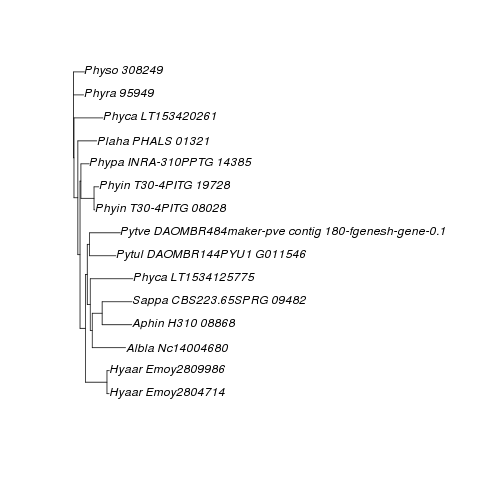 Physo 308249
Phyra 95949
Phyca LT153420261
Plaha PHALS 01321
Phypa INRA-310PPTG 14385
Phyin T30-4PITG 19728
Phyin T30-4PITG 08028
Pytve DAOMBR484maker-pve contig 180-fgenesh-gene-0.1
Pytul DAOMBR144PYU1 G011546
Phyca LT1534125775
Sappa CBS223.65SPRG 09482
Aphin H310 08868
Albla Nc14004680
Hyaar Emoy2809986
Hyaar Emoy2804714